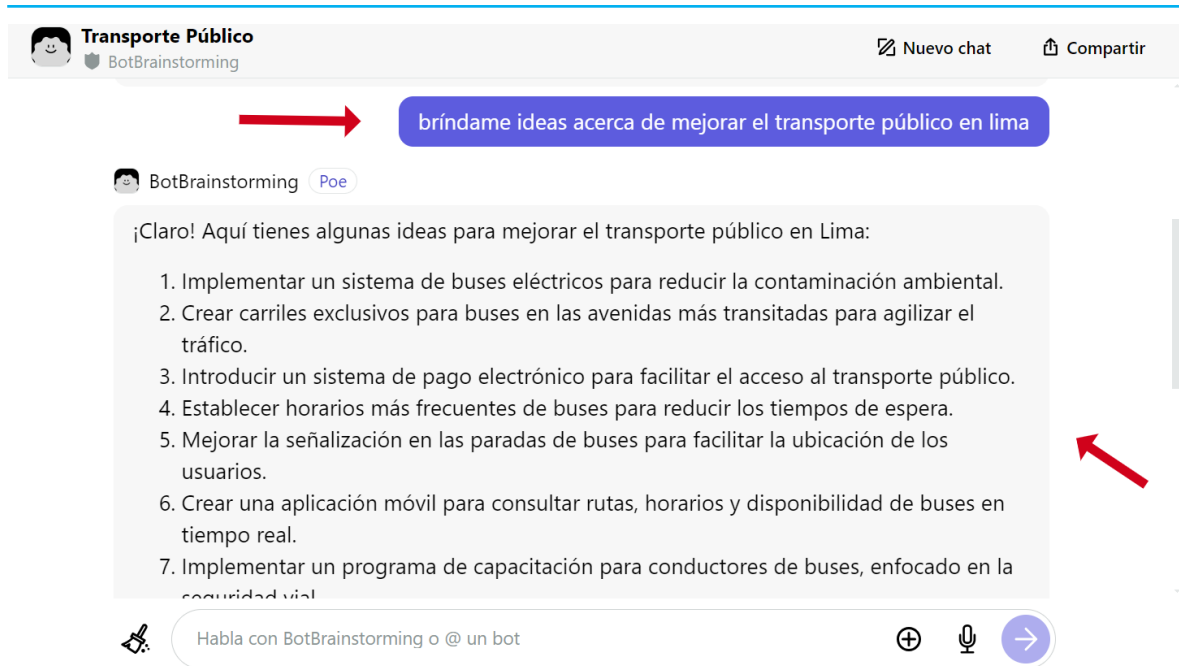 Transporte Público
BotBrainstorming
Nuevo chat
Compartir
bríndame ideas acerca de mejorar el transporte público en lima
BotBrainstorming Poe
¡Claro! Aquí tienes algunas ideas para mejorar el transporte público en Lima:
1. Implementar un sistema de buses eléctricos para reducir la contaminación ambiental.
2. Crear carriles exclusivos para buses en las avenidas más transitadas para agilizar el
tráfico.
3. Introducir un sistema de pago electrónico para facilitar el acceso al transporte público.
4. Establecer horarios más frecuentes de buses para reducir los tiempos de espera.
5. Mejorar la señalización en las paradas de buses para facilitar la ubicación de los
usuarios.
6. Crear una aplicación móvil para consultar rutas, horarios y disponibilidad de buses en
tiempo real.
7. Implementar un programa de capacitación para conductores de buses, enfocado en la
seguridad vial
Habla con BotBrainstorming o @ un bot